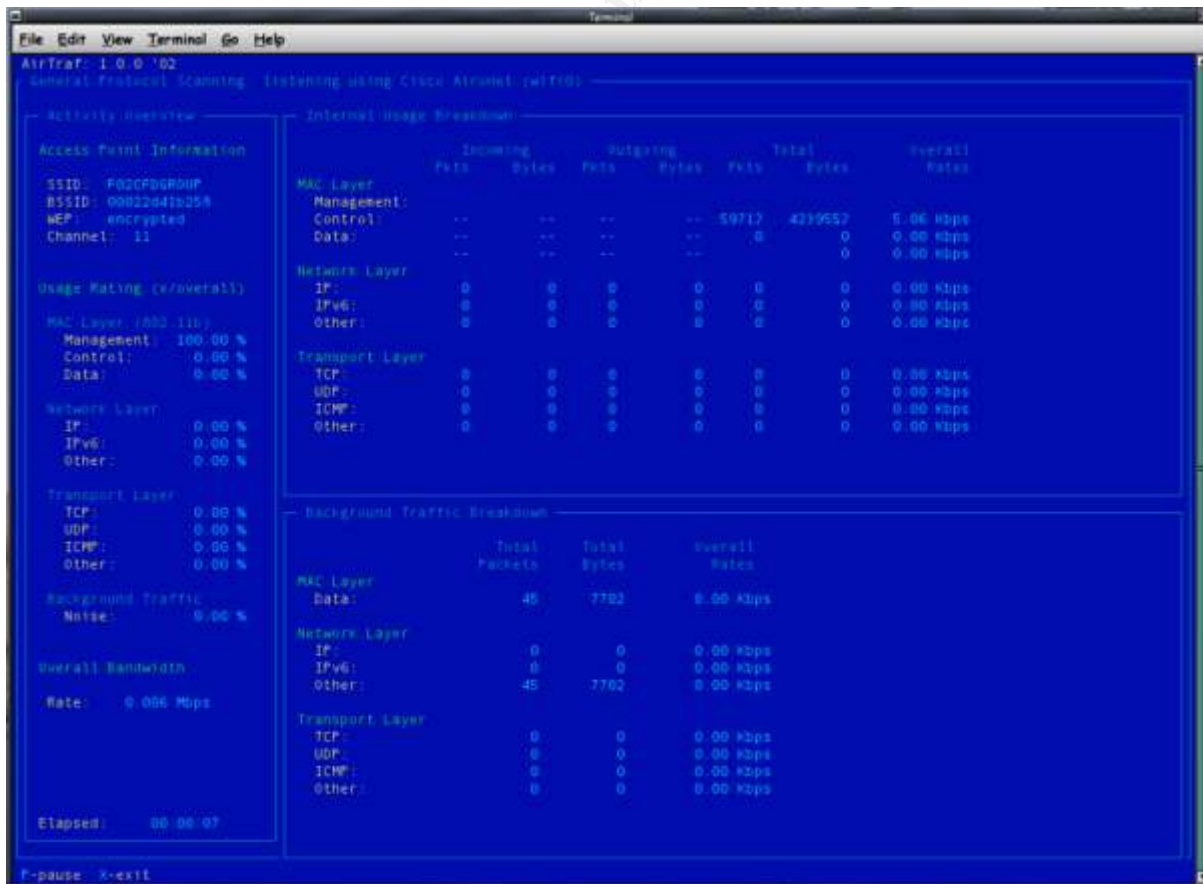 Terminal
File Edit View Terminal Go Help
AirTraf: 1.0.0 '02
General Protocol Scanning: listening using Cisco Aironet (wifi0)
Activity Overview
Access Point Information
SSID:
BSSID:
WEP: encrypted
Channel: 11
Usage Rating (x/overall)
MAC Layer (802.11b)
Management: 100.00 %
Control: 0.00 %
Data: 0.00 %
Network Layer
IP: 0.00 %
IPv6: 0.00 %
Other: 0.00 %
Transport Layer
TCP: 0.00 %
UDP: 0.00 %
ICMP: 0.00 %
Other: 0.00 %
Background Traffic
Noise: 0.00 %
Overall Bandwidth
Rate: Mbps
Elapsed: 00:00:07
Internal Usage Breakdown
Incoming Outgoing Total Overall
Pkts Bytes Pkts Bytes Pkts Bytes Rates
MAC Layer
Management:
Control: -- -- -- -- 59712 5.06 Kbps
Data: -- -- -- -- 0 0 0.00 Kbps
-- -- -- -- 0 0.00 Kbps
Network Layer
IP: 0 0 0 0 0 0 0.00 Kbps
IPv6: 0 0 0 0 0 0 0.00 Kbps
Other: 0 0 0 0 0 0 0.00 Kbps
Transport Layer
TCP: 0 0 0 0 0 0 0.00 Kbps
UDP: 0 0 0 0 0 0 0.00 Kbps
ICMP: 0 0 0 0 0 0 0.00 Kbps
Other: 0 0 0 0 0 0 0.00 Kbps
Background Traffic Breakdown
Total Total Overall
Packets Bytes Rates
MAC Layer
Data: 45 7702 0.00 Kbps
Network Layer
IP: 0 0 0.00 Kbps
IPv6: 0 0 0.00 Kbps
Other: 45 7702 0.00 Kbps
Transport Layer
TCP: 0 0 0.00 Kbps
UDP: 0 0 0.00 Kbps
ICMP: 0 0 0.00 Kbps
Other: 0 0 0.00 Kbps
P-pause X-exit